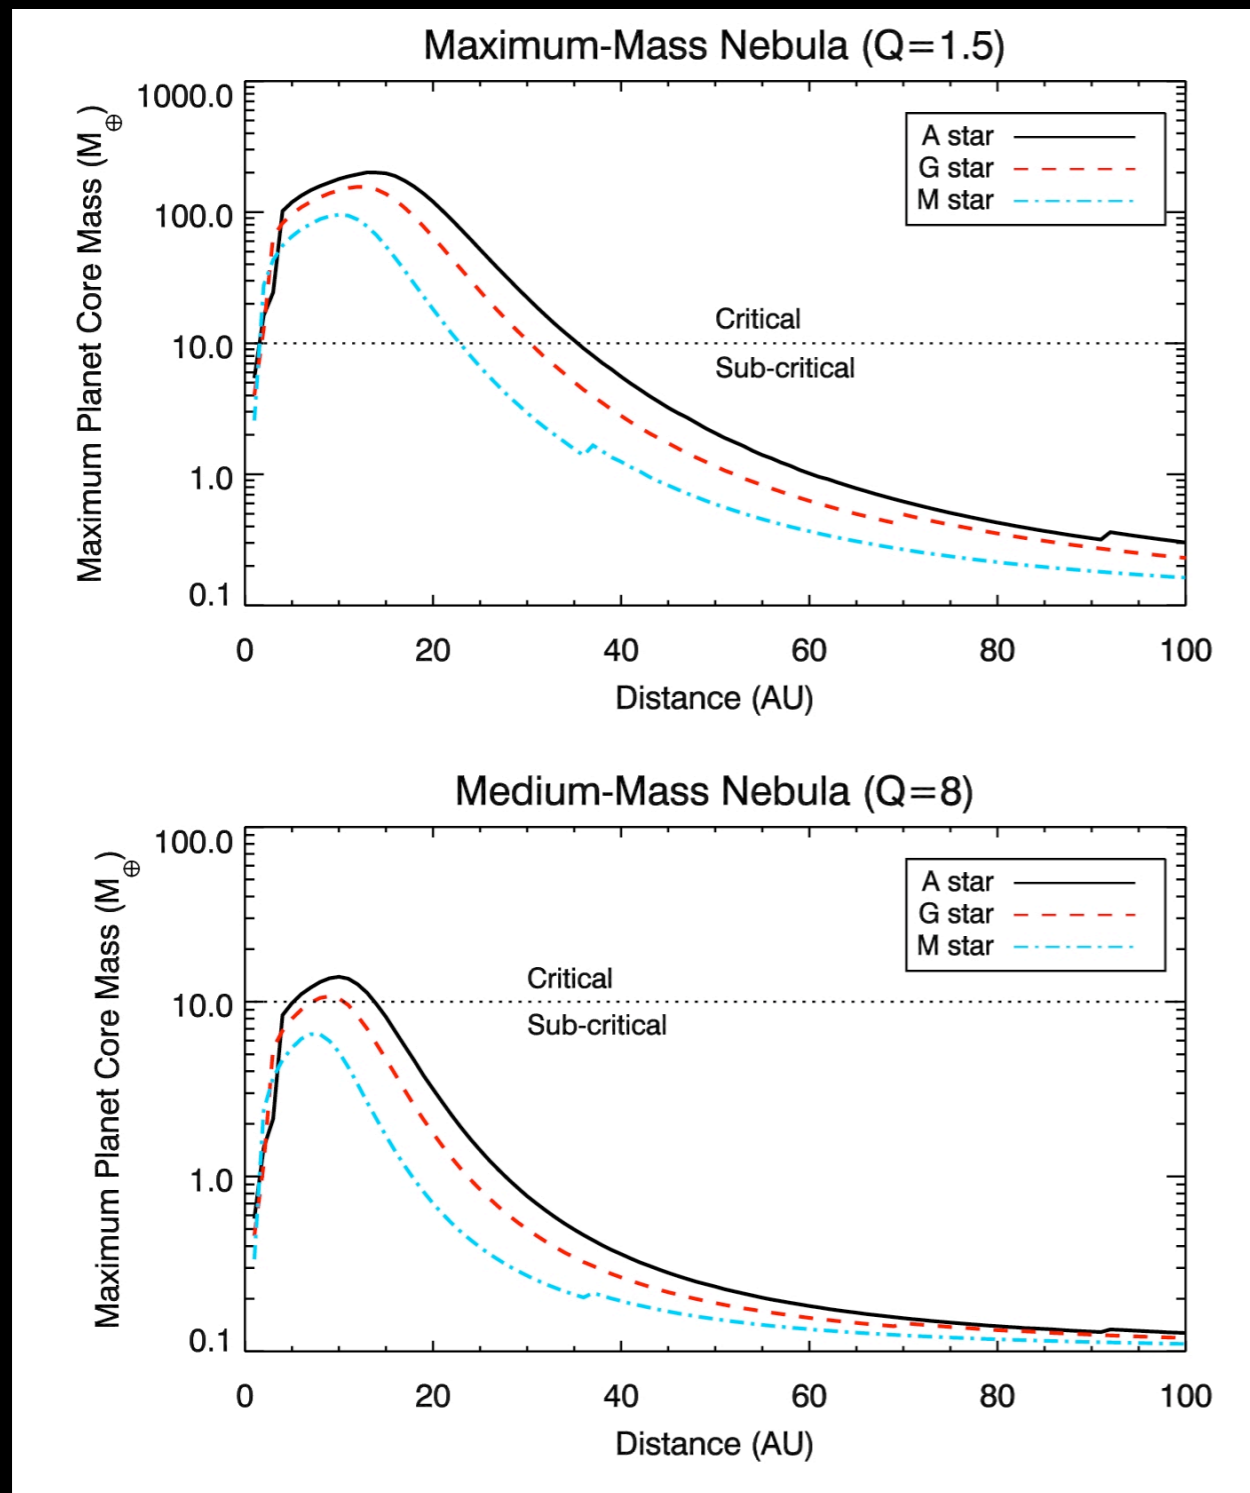 Maximum-Mass Nebula (Q=1.5)
Maximum Planet Core Mass (M⊕)
1000.0
100.0
10.0
1.0
0.1
A star
G star
M star
Critical
Sub-critical
0 20 40 60 80 100
Distance (AU)
Medium-Mass Nebula (Q=8)
Maximum Planet Core Mass (M⊕)
100.0
10.0
1.0
0.1
A star
G star
M star
Critical
Sub-critical
0 20 40 60 80 100
Distance (AU)